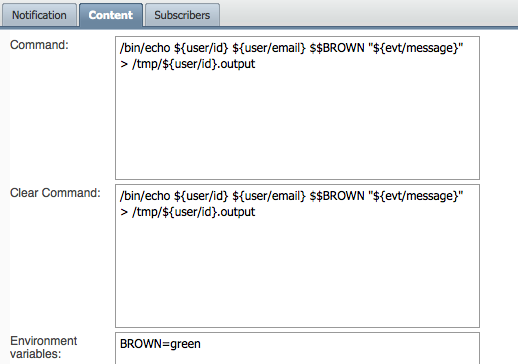 Notification Content Subscribers
Command:
/bin/echo ${user/id} ${user/email} $$BROWN "${evt/message}"
> /tmp/${user/id}.output
Clear Command:
/bin/echo ${user/id} ${user/email} $$BROWN "${evt/message}"
> /tmp/${user/id}.output
Environment
variables:
BROWN=green